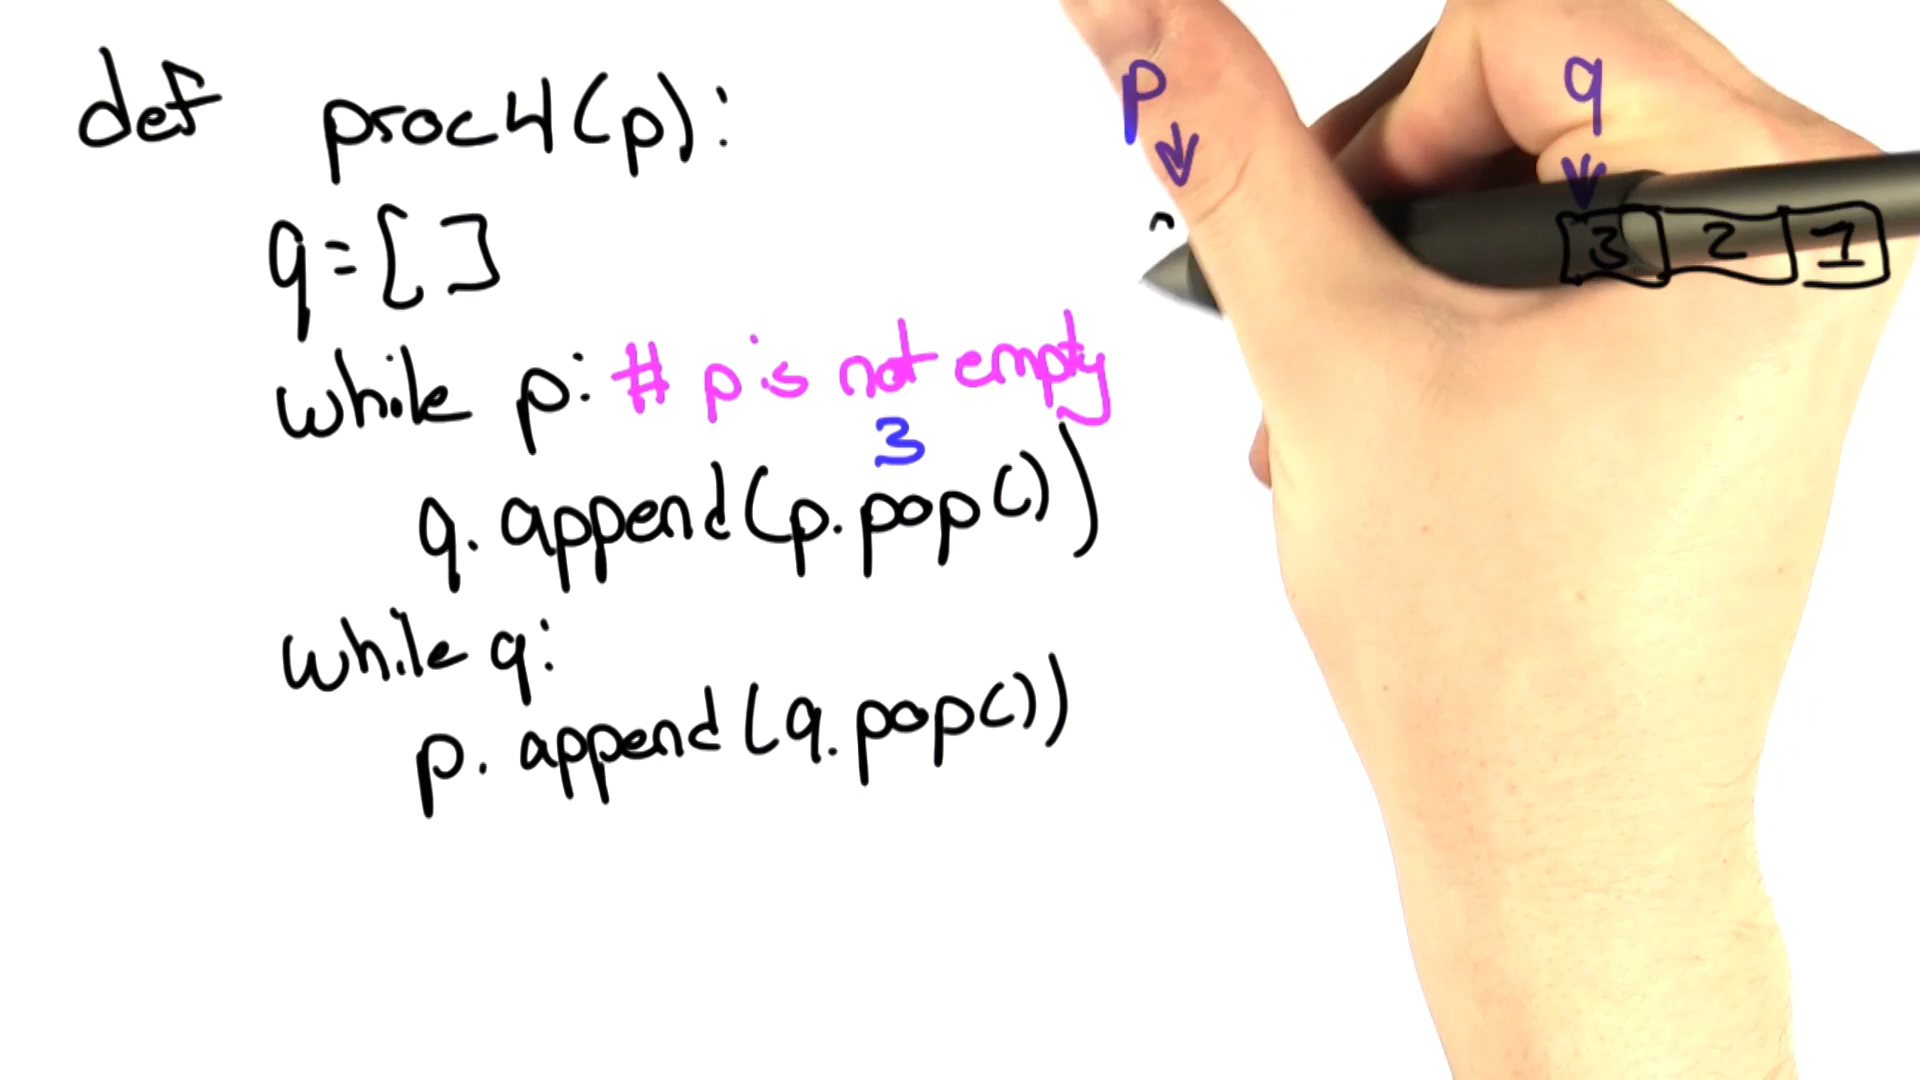 def proc4(p):
q=[]
while p: # p is not empty
3
q.append(p.pop())
while q:
p.append(q.pop())
p
q
3 2 1